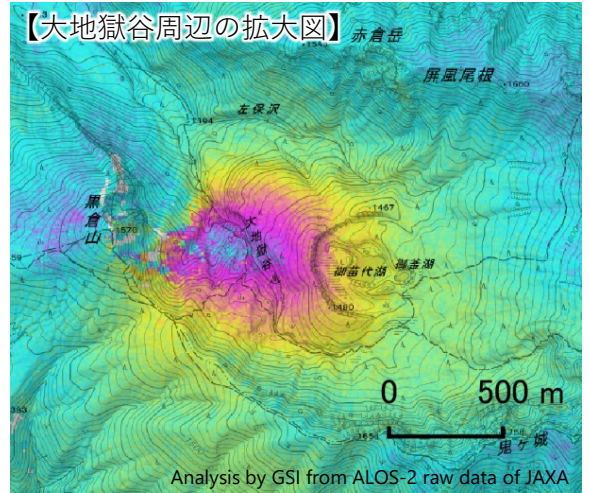 【大地獄谷周辺の拡大図】
赤倉岳
屏風尾根
・1600
左保沢
・1394
黒倉山
・1570
・1467
大地獄谷
御苗代湖
御釜湖
・1480
0 500 m
鬼ヶ城
Analysis by GSI from ALOS-2 raw data of JAXA